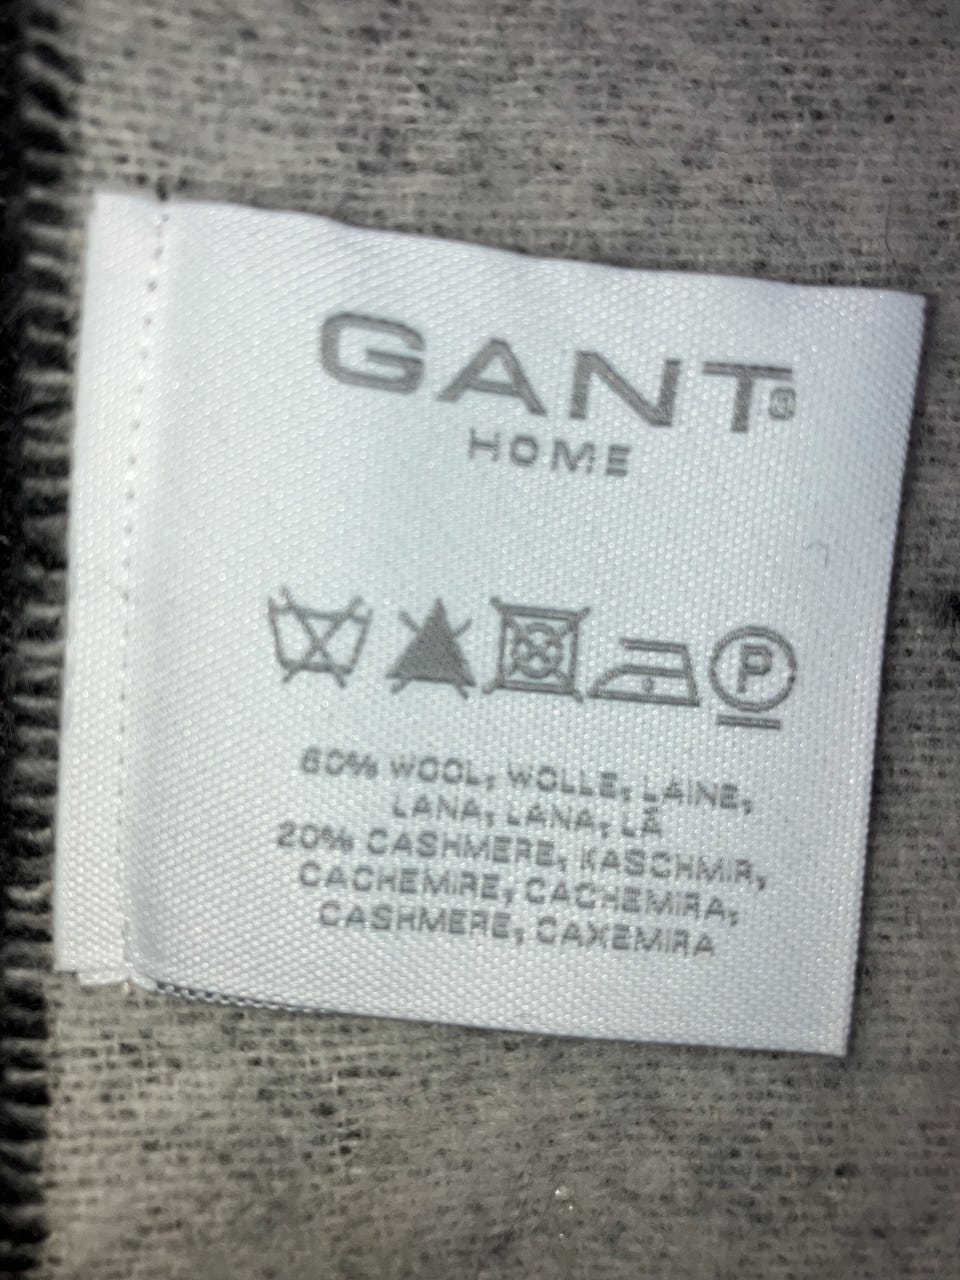 GANT®
HOME
P
80% WOOL, WOLLE, LAINE,
LANA, LANA, LÃ
20% CASHMERE, KASCHMIR,
CACHEMIRE, CACHEMIRA,
CASHMERE, CAXEMIRA